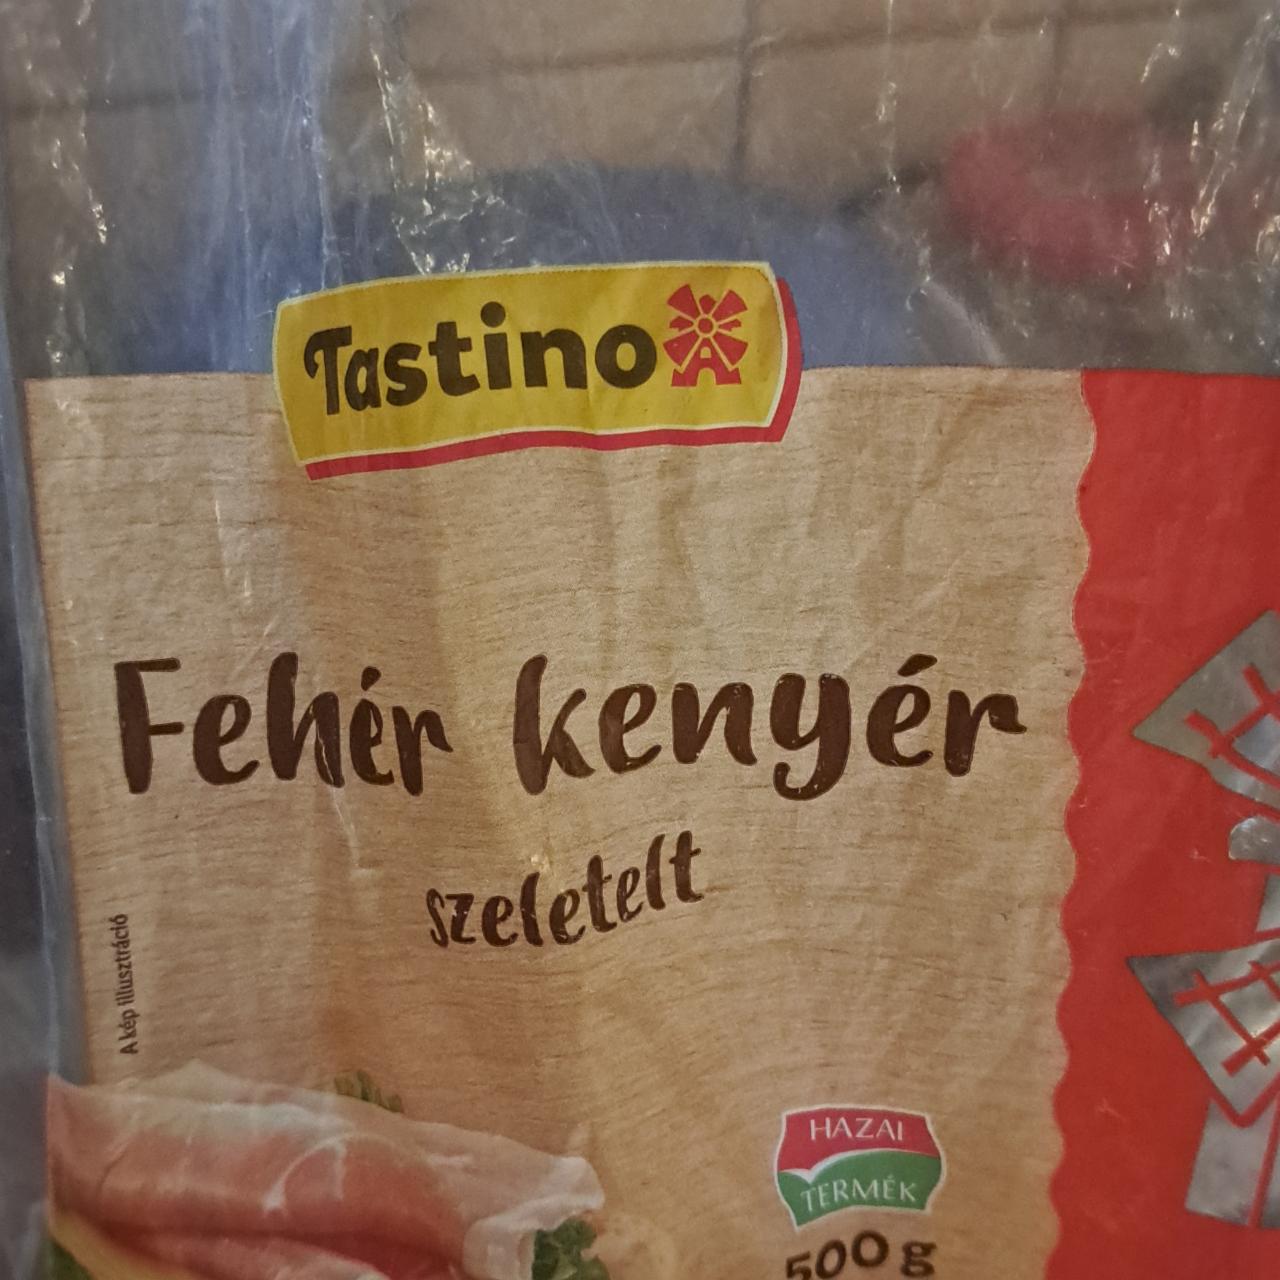 Tastino
Fehér kenyér
szeletelt
A kép illusztráció
HAZAI
TERMÉK
500 g